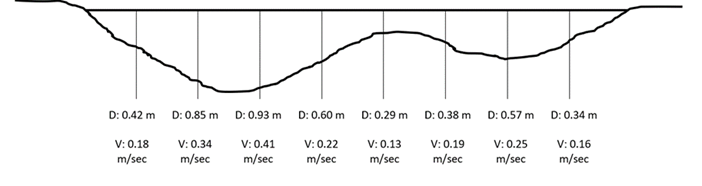 D: 0.42 m D: 0.85 m D: 0.93 m D: 0.60 m D: 0.29 m D: 0.38 m D: 0.57 m D: 0.34 m
V: 0.18 V: 0.34 V: 0.41 V: 0.22 V: 0.13 V: 0.19 V: 0.25 V: 0.16
m/sec m/sec m/sec m/sec m/sec m/sec m/sec m/sec